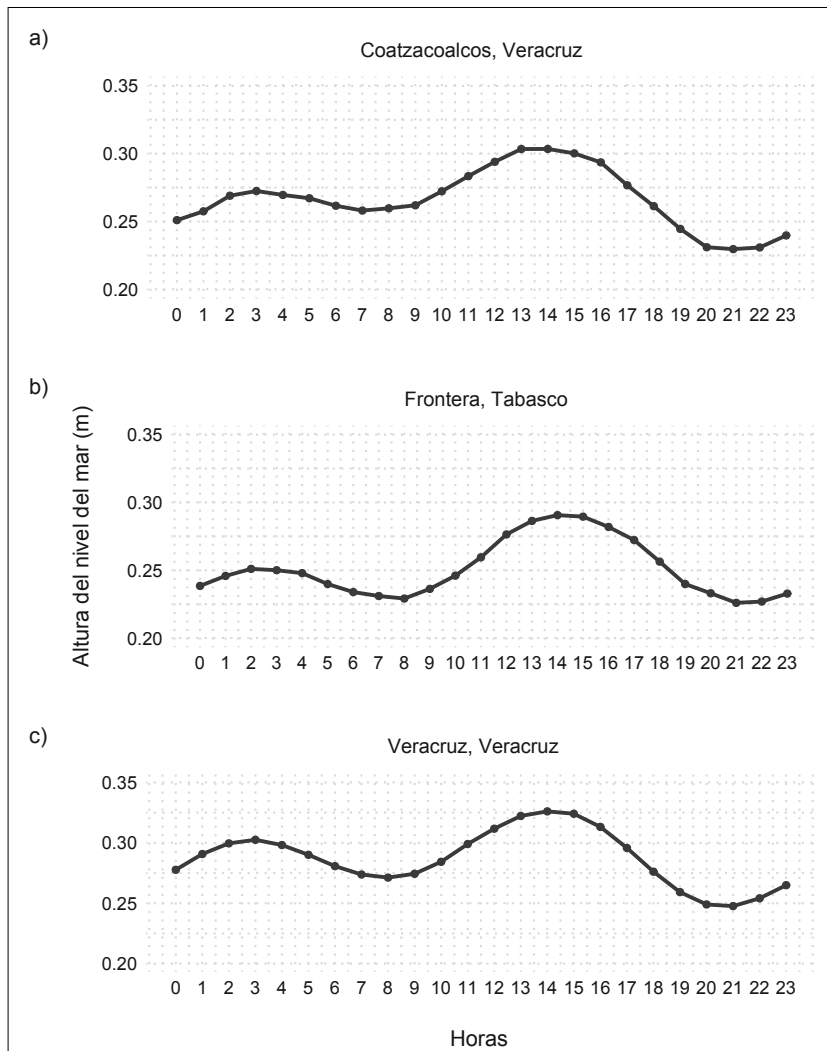 a)
Coatzacoalcos, Veracruz
0.35
0.30
0.25
0.20
0 1 2 3 4 5 6 7 8 9 10 11 12 13 14 15 16 17 18 19 20 21 22 23
b)
Frontera, Tabasco
Altura del nivel del mar (m)
0.35
0.30
0.25
0.20
0 1 2 3 4 5 6 7 8 9 10 11 12 13 14 15 16 17 18 19 20 21 22 23
c)
Veracruz, Veracruz
0.35
0.30
0.25
0.20
0 1 2 3 4 5 6 7 8 9 10 11 12 13 14 15 16 17 18 19 20 21 22 23
Horas